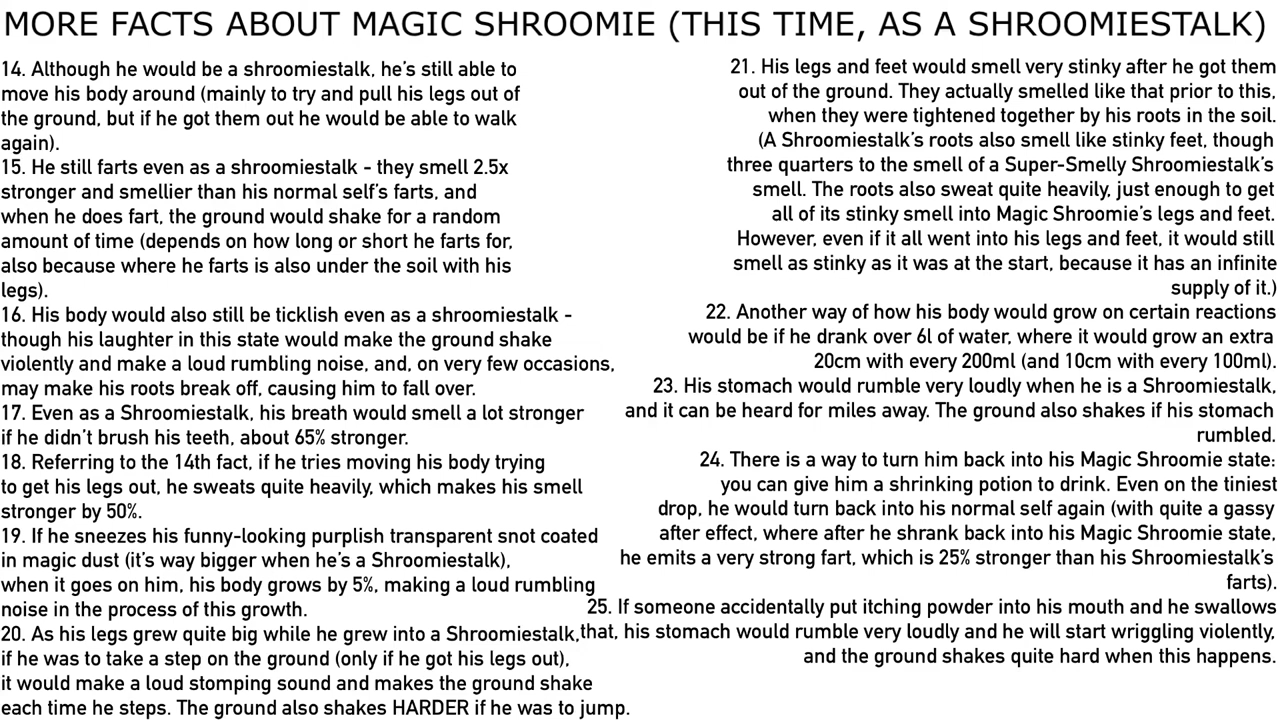 MORE FACTS ABOUT MAGIC SHROOMIE (THIS TIME, AS A SHROOMIESTALK)
14. Although he would be a shroomiestalk, he's still able to
move his body around (mainly to try and pull his legs out of
the ground, but if he got them out he would be able to walk
again).
15. He still farts even as a shroomiestalk - they smell 2.5x
stronger and smellier than his normal self's farts, and
when he does fart, the ground would shake for a random
amount of time (depends on how long or short he farts for,
also because where he farts is also under the soil with his
legs).
16. His body would also still be ticklish even as a shroomiestalk -
though his laughter in this state would make the ground shake
violently and make a loud rumbling noise, and, on very few occasions,
may make his roots break off, causing him to fall over.
17. Even as a Shroomiestalk, his breath would smell a lot stronger
if he didn't brush his teeth, about 65% stronger.
18. Referring to the 14th fact, if he tries moving his body trying
to get his legs out, he sweats quite heavily, which makes his smell
stronger by 50%.
19. If he sneezes his funny-looking purplish transparent snot coated
in magic dust (it's way bigger when he's a Shroomiestalk),
when it goes on him, his body grows by 5%, making a loud rumbling
noise in the process of this growth.
20. As his legs grew quite big while he grew into a Shroomiestalk,
if he was to take a step on the ground (only if he got his legs out),
it would make a loud stomping sound and makes the ground shake
each time he steps. The ground also shakes HARDER if he was to jump.
21. His legs and feet would smell very stinky after he got them
out of the ground. They actually smelled like that prior to this,
when they were tightened together by his roots in the soil.
(A Shroomiestalk's roots also smell like stinky feet, though
three quarters to the smell of a Super-Smelly Shroomiestalk's
smell. The roots also sweat quite heavily, just enough to get
all of its stinky smell into Magic Shroomie's legs and feet.
However, even if it all went into his legs and feet, it would still
smell as stinky as it was at the start, because it has an infinite
supply of it.)
22. Another way of how his body would grow on certain reactions
would be if he drank over 6l of water, where it would grow an extra
20cm with every 200ml (and 10cm with every 100ml).
23. His stomach would rumble very loudly when he is a Shroomiestalk,
and it can be heard for miles away. The ground also shakes if his stomach
rumbled.
24. There is a way to turn him back into his Magic Shroomie state:
you can give him a shrinking potion to drink. Even on the tiniest
drop, he would turn back into his normal self again (with quite a gassy
after effect, where after he shrank back into his Magic Shroomie state,
he emits a very strong fart, which is 25% stronger than his Shroomiestalk's
farts).
25. If someone accidentally put itching powder into his mouth and he swallows
that, his stomach would rumble very loudly and he will start wriggling violently,
and the ground shakes quite hard when this happens.